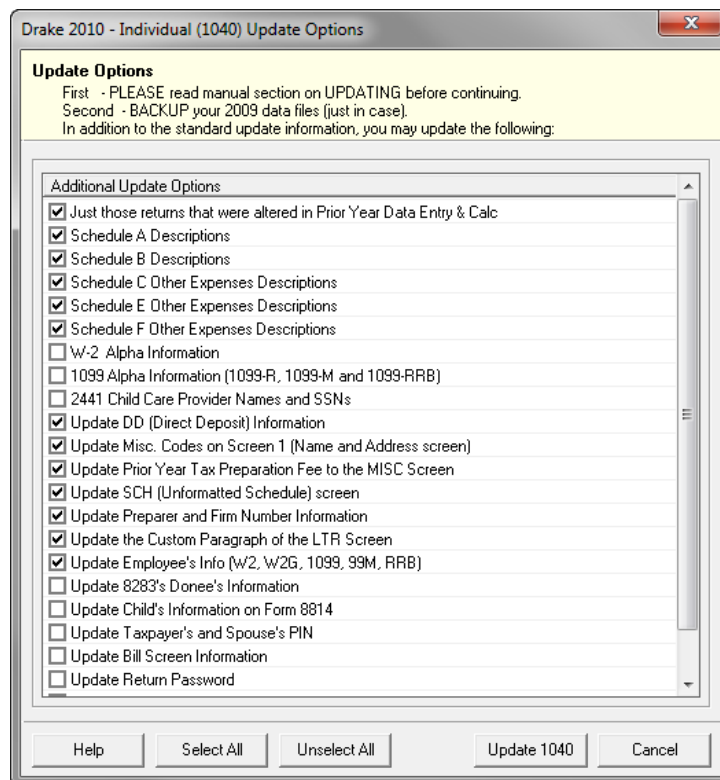 Drake 2010 - Individual (1040) Update Options
Update Options
First - PLEASE read manual section on UPDATING before continuing.
Second - BACKUP your 2009 data files (just in case).
In addition to the standard update information, you may update the following:
Additional Update Options
Just those returns that were altered in Prior Year Data Entry & Calc
Schedule A Descriptions
Schedule B Descriptions
Schedule C Other Expenses Descriptions
Schedule E Other Expenses Descriptions
Schedule F Other Expenses Descriptions
W-2 Alpha Information
1099 Alpha Information (1099-R, 1099-M and 1099-RRB)
2441 Child Care Provider Names and SSNs
Update DD (Direct Deposit) Information
Update Misc. Codes on Screen 1 (Name and Address screen)
Update Prior Year Tax Preparation Fee to the MISC Screen
Update SCH (Unformatted Schedule) screen
Update Preparer and Firm Number Information
Update the Custom Paragraph of the LTR Screen
Update Employee's Info (W2, W2G, 1099, 99M, RRB)
Update 8283's Donee's Information
Update Child's Information on Form 8814
Update Taxpayer's and Spouse's PIN
Update Bill Screen Information
Update Return Password
Help Select All Unselect All Update 1040 Cancel